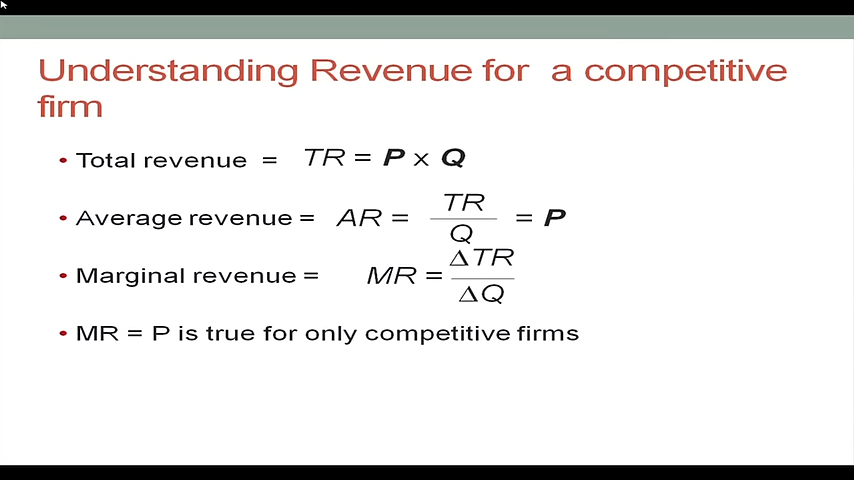 Understanding Revenue for a competitive
firm
• Total revenue = TR = P x Q
• Average revenue = AR = TR/Q = P
• Marginal revenue = MR = ΔTR/ΔQ
• MR = P is true for only competitive firms